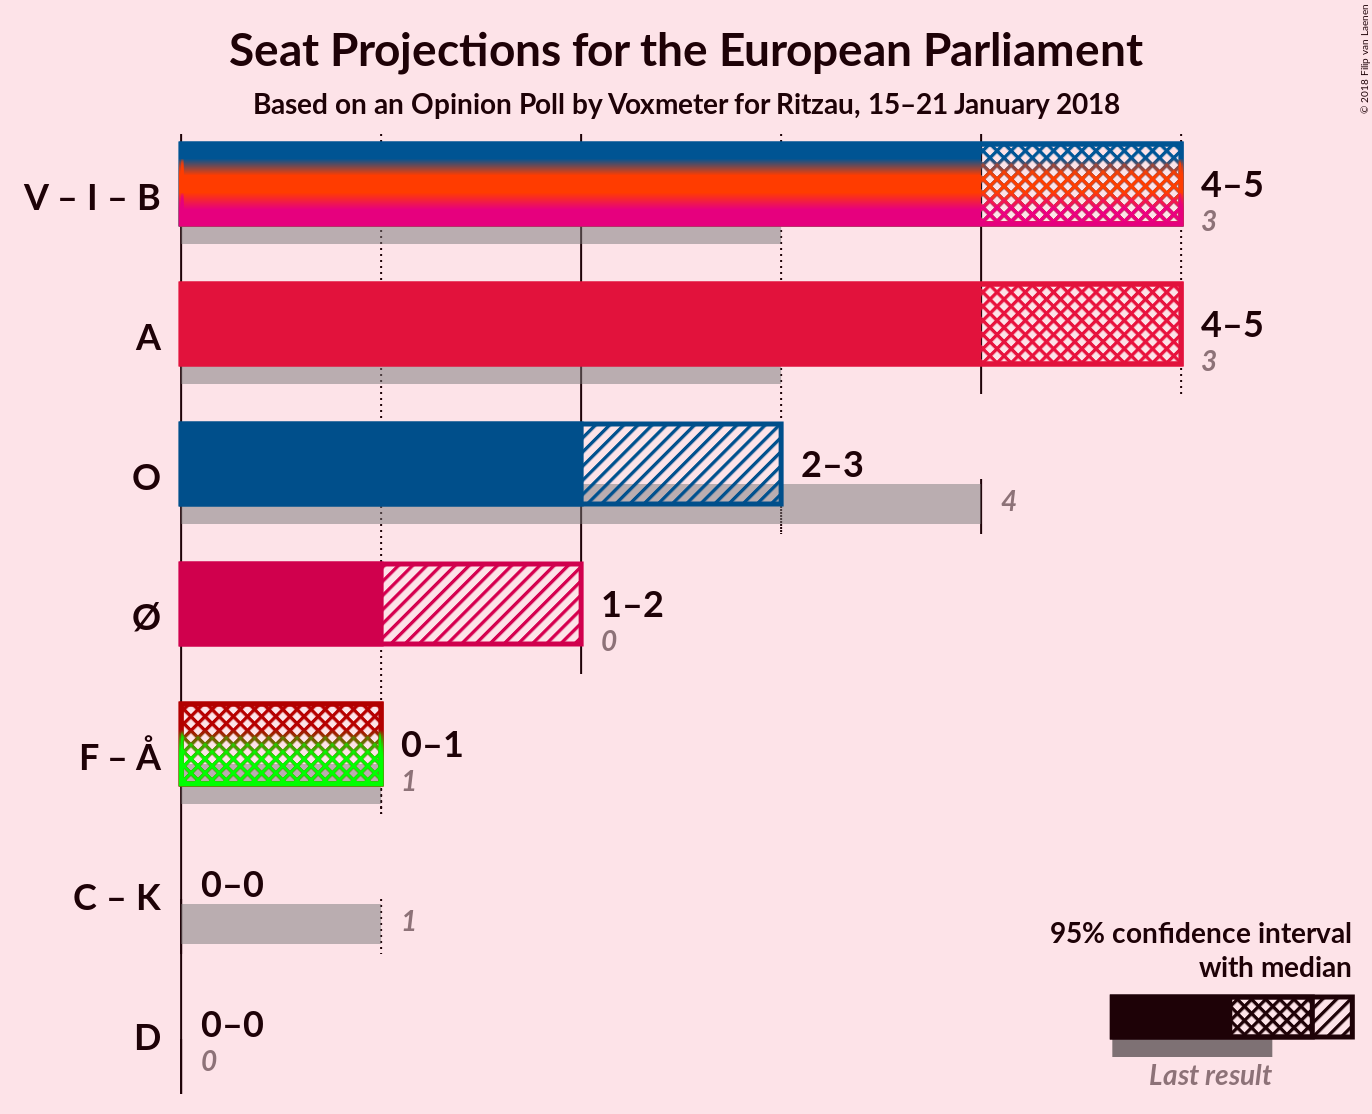 Seat Projections for the European Parliament
Based on an Opinion Poll by Voxmeter for Ritzau, 15–21 January 2018
© 2018 Filip van Laenen
V – I – B
4–5
3
A
4–5
3
O
2–3
4
Ø
1–2
0
F – Å
0–1
1
C – K
0–0
1
D
0–0
0
95% confidence interval
with median
Last result